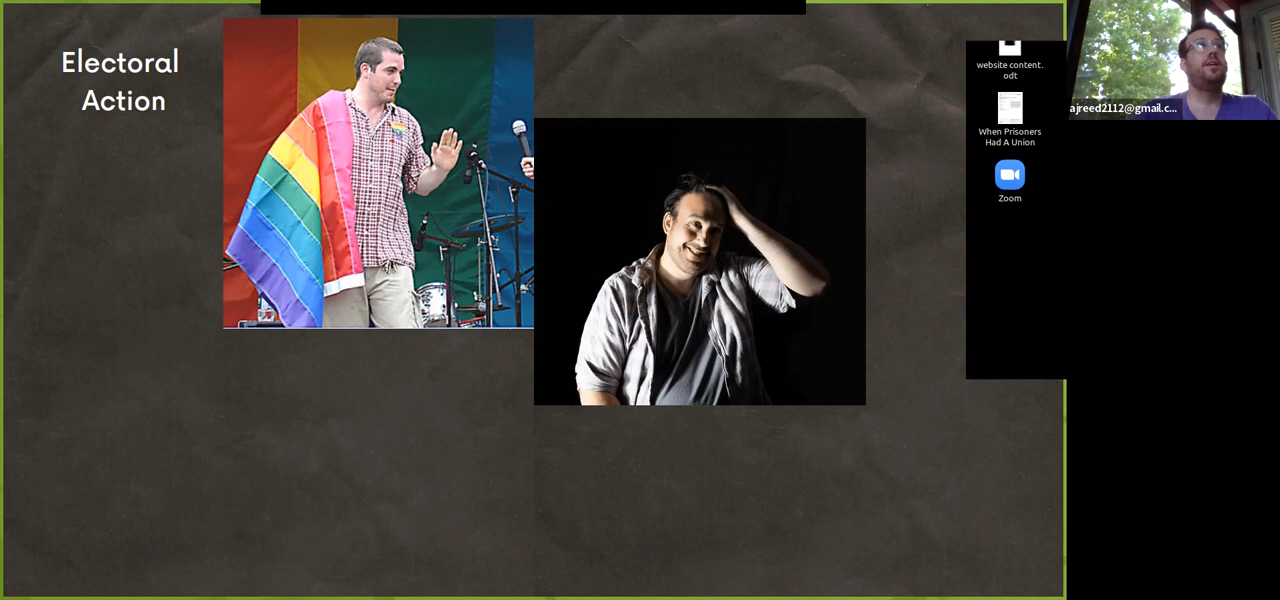 Electoral
Action
website content.
odt
When Prisoners
Had A Union
Zoom
ajreed2112@gmail.c...